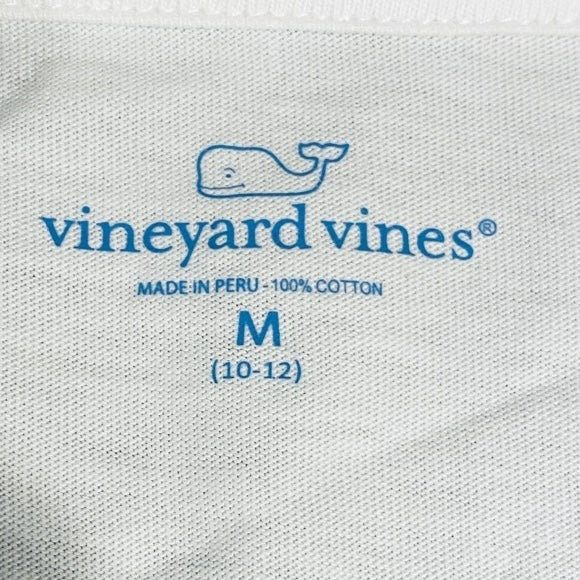 vineyard vines®
MADE IN PERU - 100% COTTON
M
(10-12)